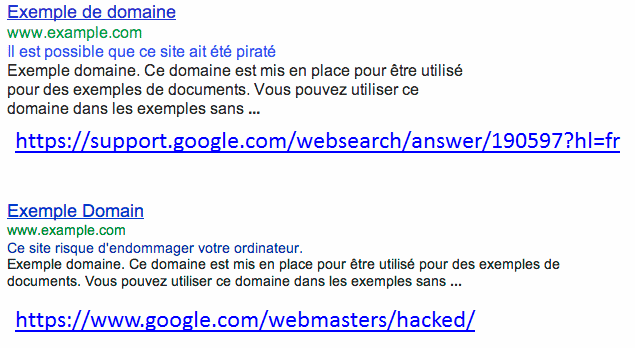 Exemple de domaine
www.example.com
Il est possible que ce site ait été piraté
Exemple domaine. Ce domaine est mis en place pour être utilisé
pour des exemples de documents. Vous pouvez utiliser ce
domaine dans les exemples sans ...
https://support.google.com/websearch/answer/190597?hl=fr
Exemple Domain
www.example.com
Ce site risque d'endommager votre ordinateur.
Exemple domaine. Ce domaine est mis en place pour être utilisé pour des exemples de
documents. Vous pouvez utiliser ce domaine dans les exemples sans ...
https://www.google.com/webmasters/hacked/